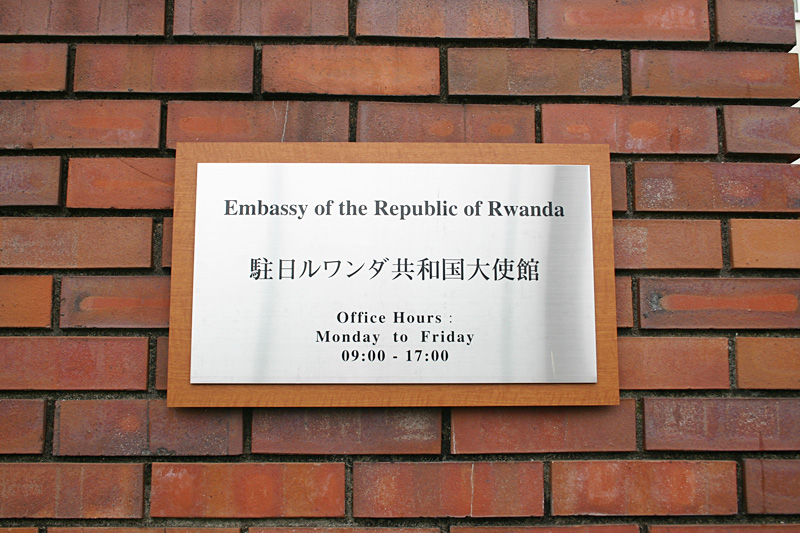 Embassy of the Republic of Rwanda
駐日ルワンダ共和国大使館
Office Hours :
Monday to Friday
09:00 - 17:00